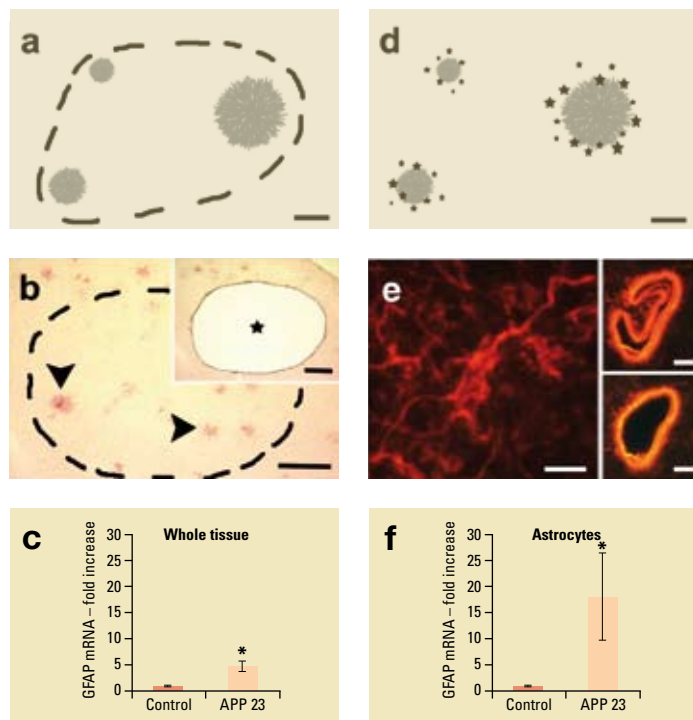 a
d
b
e
c
Whole tissue
GFAP mRNA – fold increase
30
25
20
15
10
5
0
*
Control
APP 23
f
Astrocytes
GFAP mRNA – fold increase
30
25
20
15
10
5
0
*
Control
APP 23